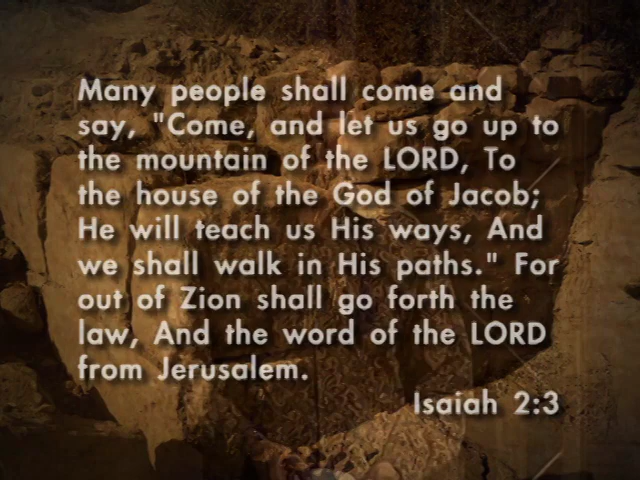 Many people shall come and
say, "Come, and let us go up to
the mountain of the LORD, To
the house of the God of Jacob;
He will teach us His ways, And
we shall walk in His paths." For
out of Zion shall go forth the
law, And the word of the LORD
from Jerusalem.
Isaiah 2:3